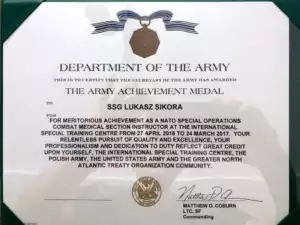 DEPARTMENT OF THE ARMY
THIS IS TO CERTIFY THAT THE SECRETARY OF THE ARMY HAS AWARDED
THE ARMY ACHIEVEMENT MEDAL
TO
SSG LUKASZ SIKORA
FOR MERITORIOUS ACHIEVEMENT AS A NATO SPECIAL OPERATIONS
COMBAT MEDICAL SECTION INSTRUCTOR AT THE INTERNATIONAL
SPECIAL TRAINING CENTRE FROM 27 APRIL 2016 TO 34 MARCH 2017. YOUR
RELENTLESS PURSUIT OF QUALITY AND EXCELLENCE, YOUR
PROFESSIONALISM AND DEDICATION TO DUTY REFLECT GREAT CREDIT
UPON YOURSELF, THE INTERNATIONAL SPECIAL TRAINING CENTRE, THE
POLISH ARMY, THE UNITED STATES ARMY AND THE GREATER NORTH
ATLANTIC TREATY ORGANIZATION COMMUNITY.
MATTHEW D. COBURN
LTC, SF
Commanding